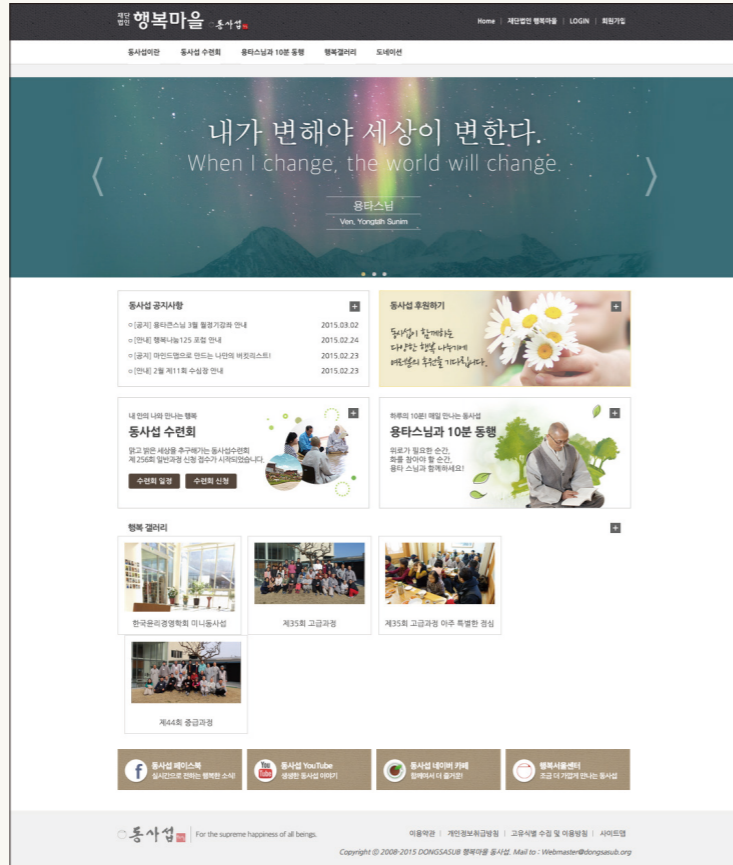 재단법인 행복마을 동사섭
Home | 재단법인 행복마을 | LOGIN | 회원가입
동사섭이란 동사섭 수련회 용타스님과 10분 동행 행복갤러리 도네이션
내가 변해야 세상이 변한다.
When I change, the world will change.
용타스님
Ven, Yongtah Sunim
동사섭 공지사항
[공지] 용타큰스님 3월 월정기강좌 안내 2015.03.02
[안내] 행복나눔125 포럼 안내 2015.02.24
[공지] 마인드맵으로 만드는 나만의 버킷리스트! 2015.02.23
[안내] 2월 제11회 수심장 안내 2015.02.23
동사섭 후원하기
동사섭이 함께하는
다양한 행복 나누기에
여러분의 후원을 기다립니다.
내 안의 나와 만나는 행복
동사섭 수련회
맑고 밝은 세상을 추구해가는 동사섭수련회
제 256회 일반과정 신청 접수가 시작되었습니다.
수련회 일정 수련회 신청
하루의 10분! 매일 만나는 동사섭
용타스님과 10분 동행
위로가 필요한 순간,
화를 참아야 할 순간,
용타 스님과 함께하세요!
행복 갤러리
한국윤리경영학회 미니동사섭
제35회 고급과정
제35회 고급과정 아주 특별한 점심
제44회 중급과정
동사섭 페이스북
실시간으로 전하는 행복한 소식!
You Tube
동사섭 YouTube
생생한 동사섭 이야기
동사섭 네이버 카페
함께해서 더 즐거운!
행복서울센터
조금 더 가깝게 만나는 동사섭
동사섭 For the supreme happiness of all beings.
이용약관 | 개인정보취급방침 | 고유식별 수집 및 이용방침 | 사이트맵
Copyright ⓒ 2008-2015 DONGSASUB 행복마을 동사섭. Mail to : Webmaster@dongsasub.org